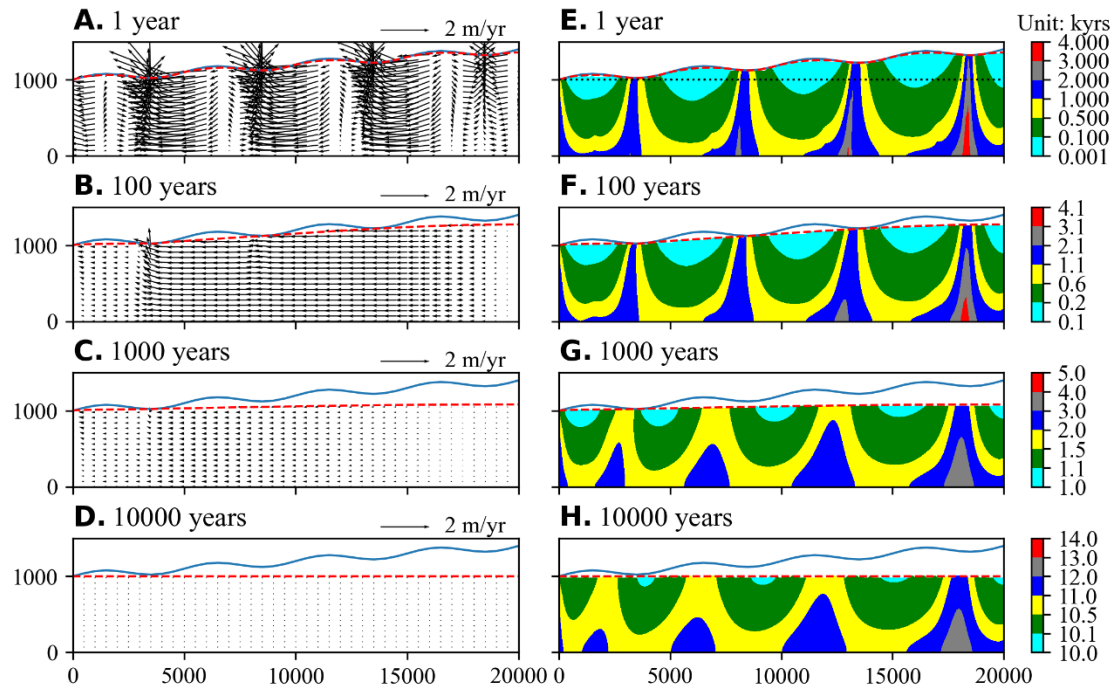 A. 1 year
2 m/yr
E. 1 year
Unit: kyrs
1000
0
4.000
3.000
2.000
1.000
0.500
0.100
0.001
B. 100 years
2 m/yr
F. 100 years
1000
0
4.1
3.1
2.1
1.1
0.6
0.2
0.1
C. 1000 years
2 m/yr
G. 1000 years
1000
0
5.0
4.0
3.0
2.0
1.5
1.1
1.0
D. 10000 years
2 m/yr
H. 10000 years
1000
0
14.0
13.0
12.0
11.0
10.5
10.1
10.0
0 5000 10000 15000 20000
0 5000 10000 15000 20000